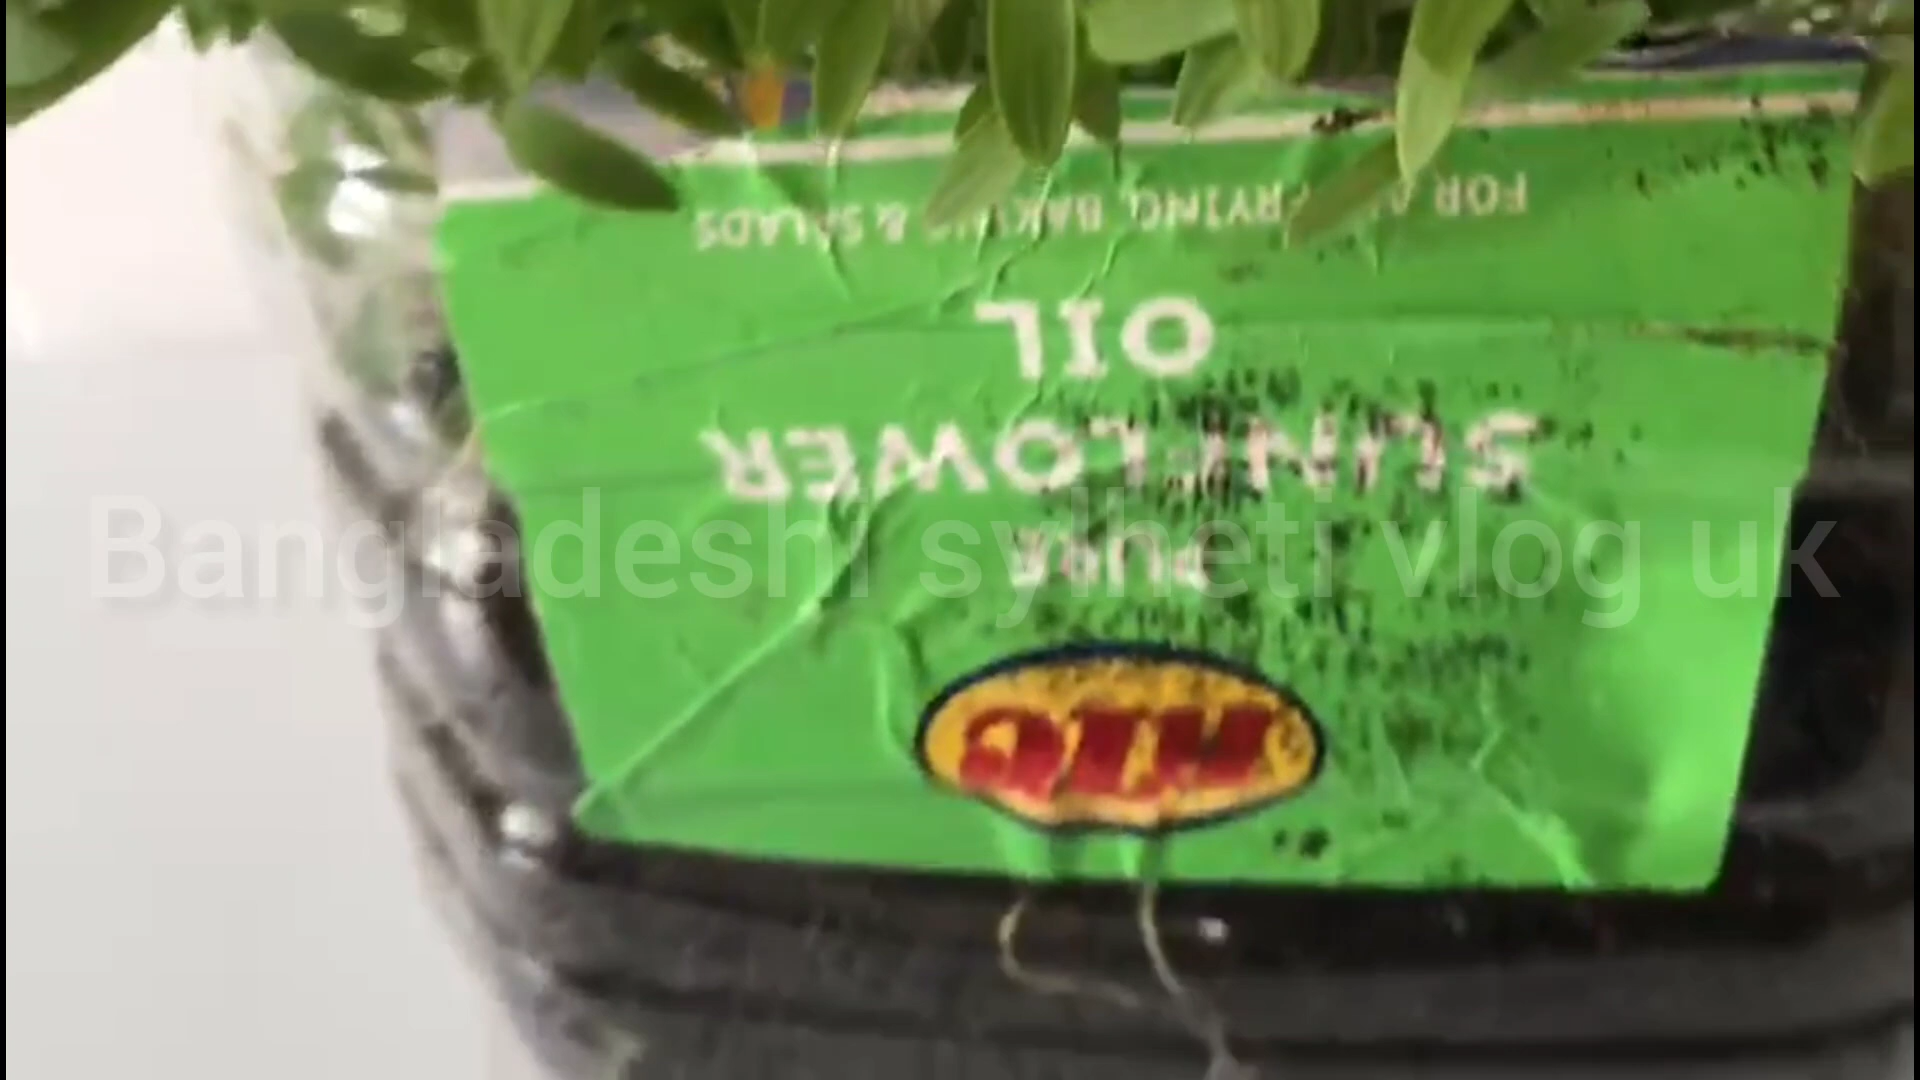 KTC
PURE
SUNFLOWER
OIL
FOR ALL FRYING, BAKING & SALADS
Bangladeshi sylheti vlog uk